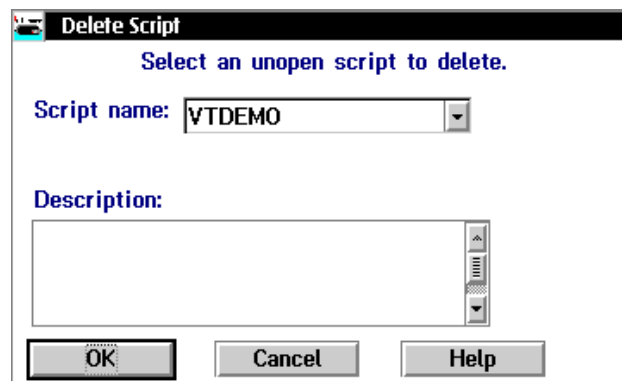 Delete Script
Select an unopen script to delete.
Script name: VTDEMO
Description:
OK Cancel Help